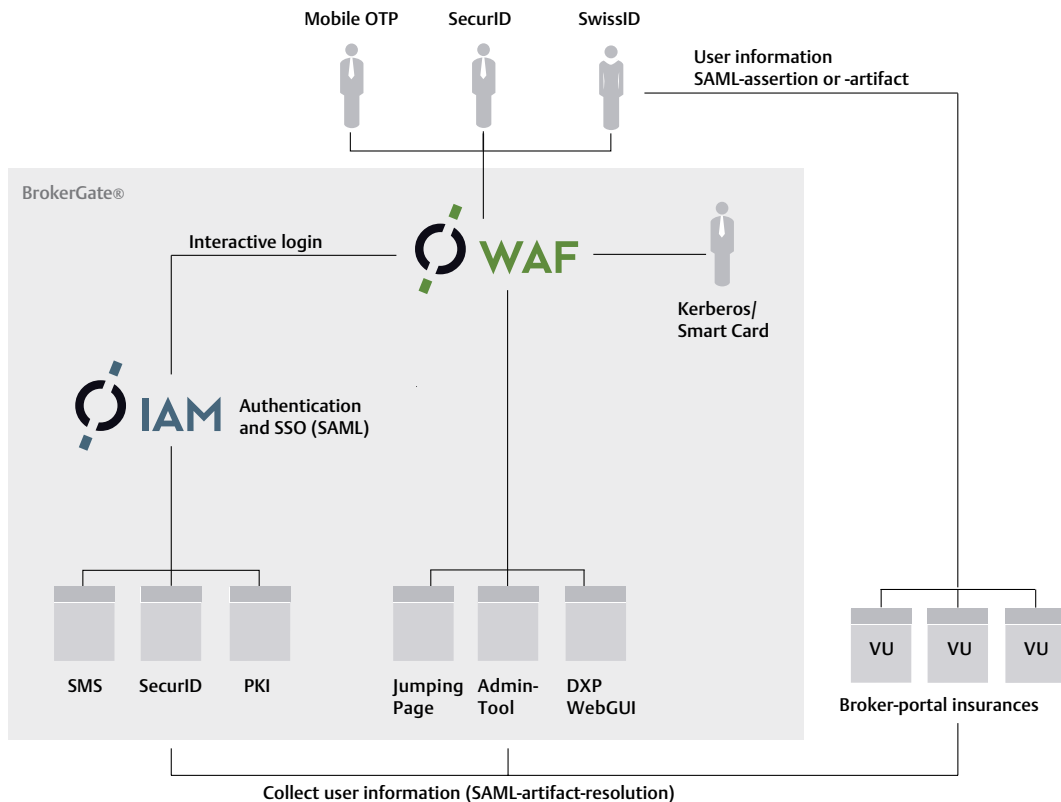 Mobile OTP
SecurID
SwissID
User information
SAML-assertion or -artifact
BrokerGate®
Interactive login
WAF
Kerberos/
Smart Card
IAM
Authentication
and SSO (SAML)
SMS
SecurID
PKI
Jumping
Page
Admin-
Tool
DXP
WebGUI
VU
VU
VU
Broker-portal insurances
Collect user information (SAML-artifact-resolution)